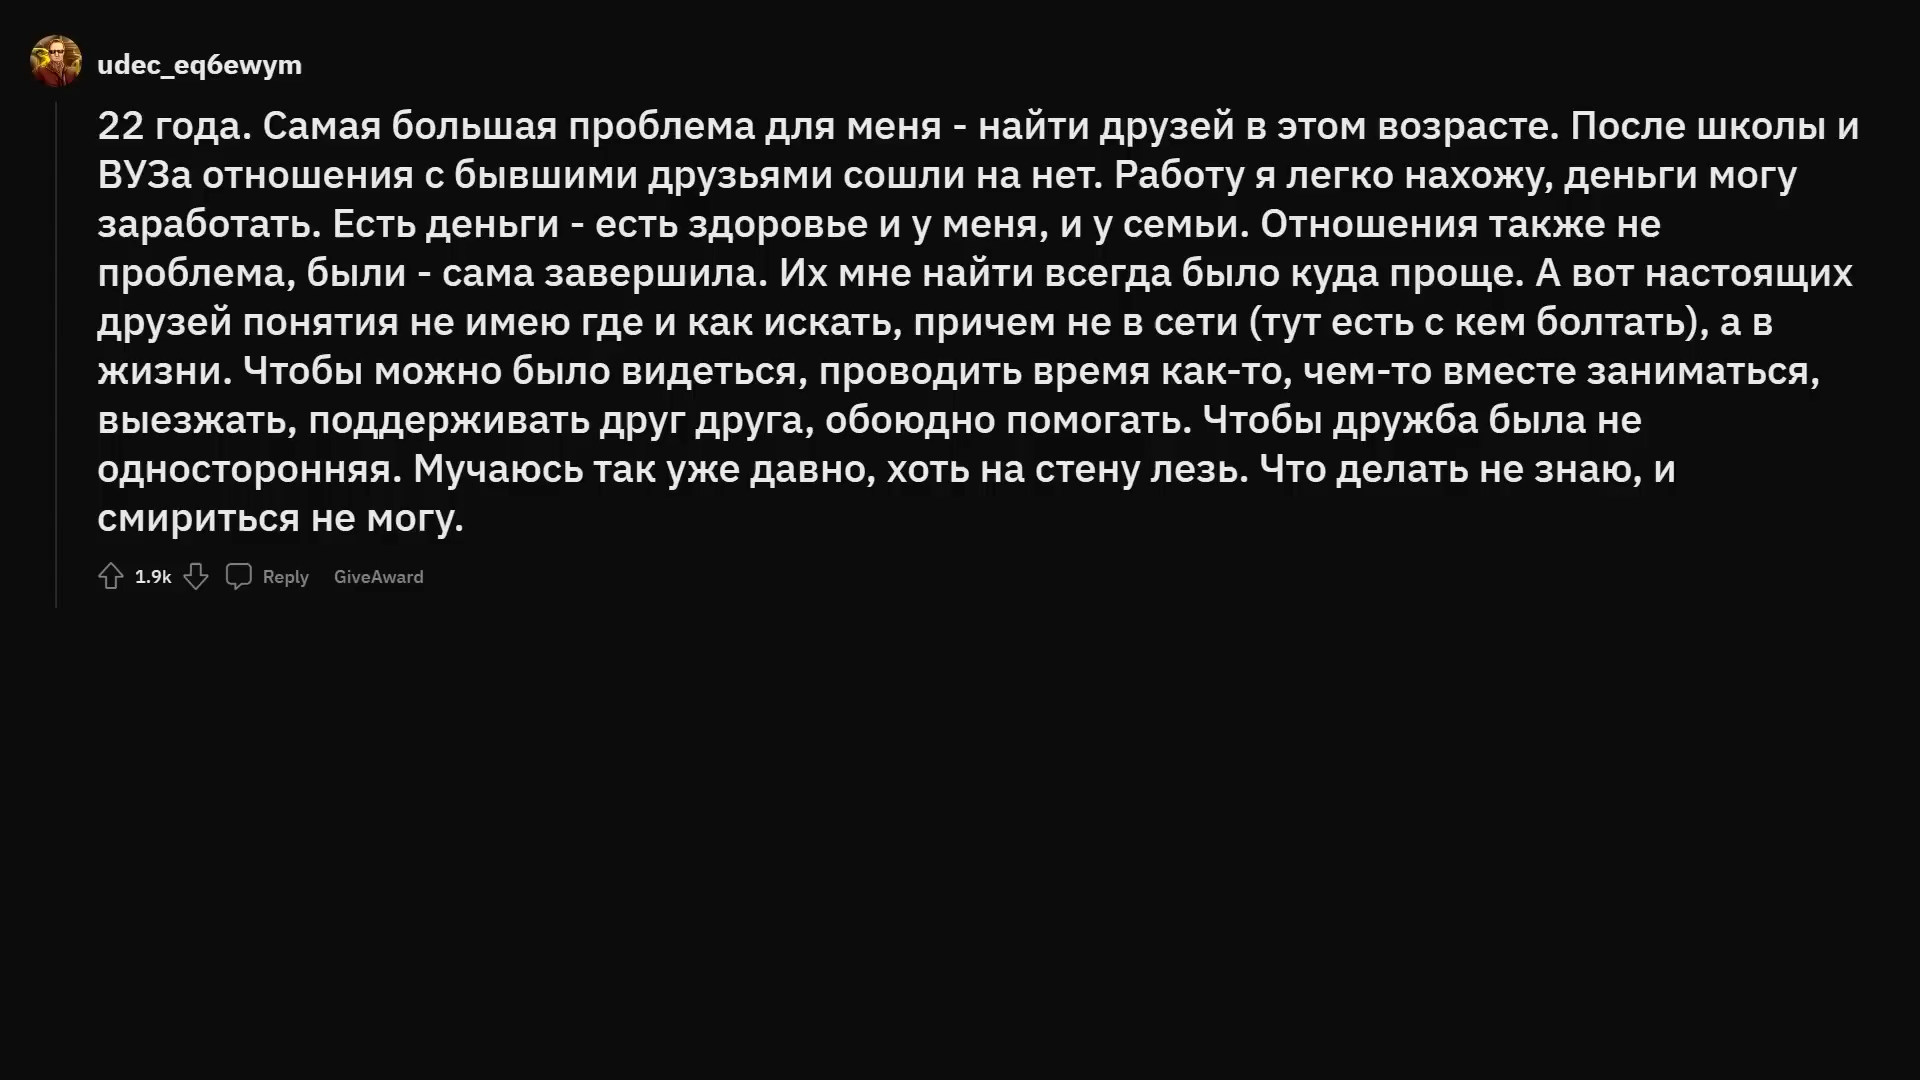 udec_eq6ewym
22 года. Самая большая проблема для меня - найти друзей в этом возрасте. После школы и
ВУЗа отношения с бывшими друзьями сошли на нет. Работу я легко нахожу, деньги могу
заработать. Есть деньги - есть здоровье и у меня, и у семьи. Отношения также не
проблема, были - сама завершила. Их мне найти всегда было куда проще. А вот настоящих
друзей понятия не имею где и как искать, причем не в сети (тут есть с кем болтать), а в
жизни. Чтобы можно было видеться, проводить время как-то, чем-то вместе заниматься,
выезжать, поддерживать друг друга, обоюдно помогать. Чтобы дружба была не
односторонняя. Мучаюсь так уже давно, хоть на стену лезь. Что делать не знаю, и
смириться не могу.
1.9k Reply GiveAward